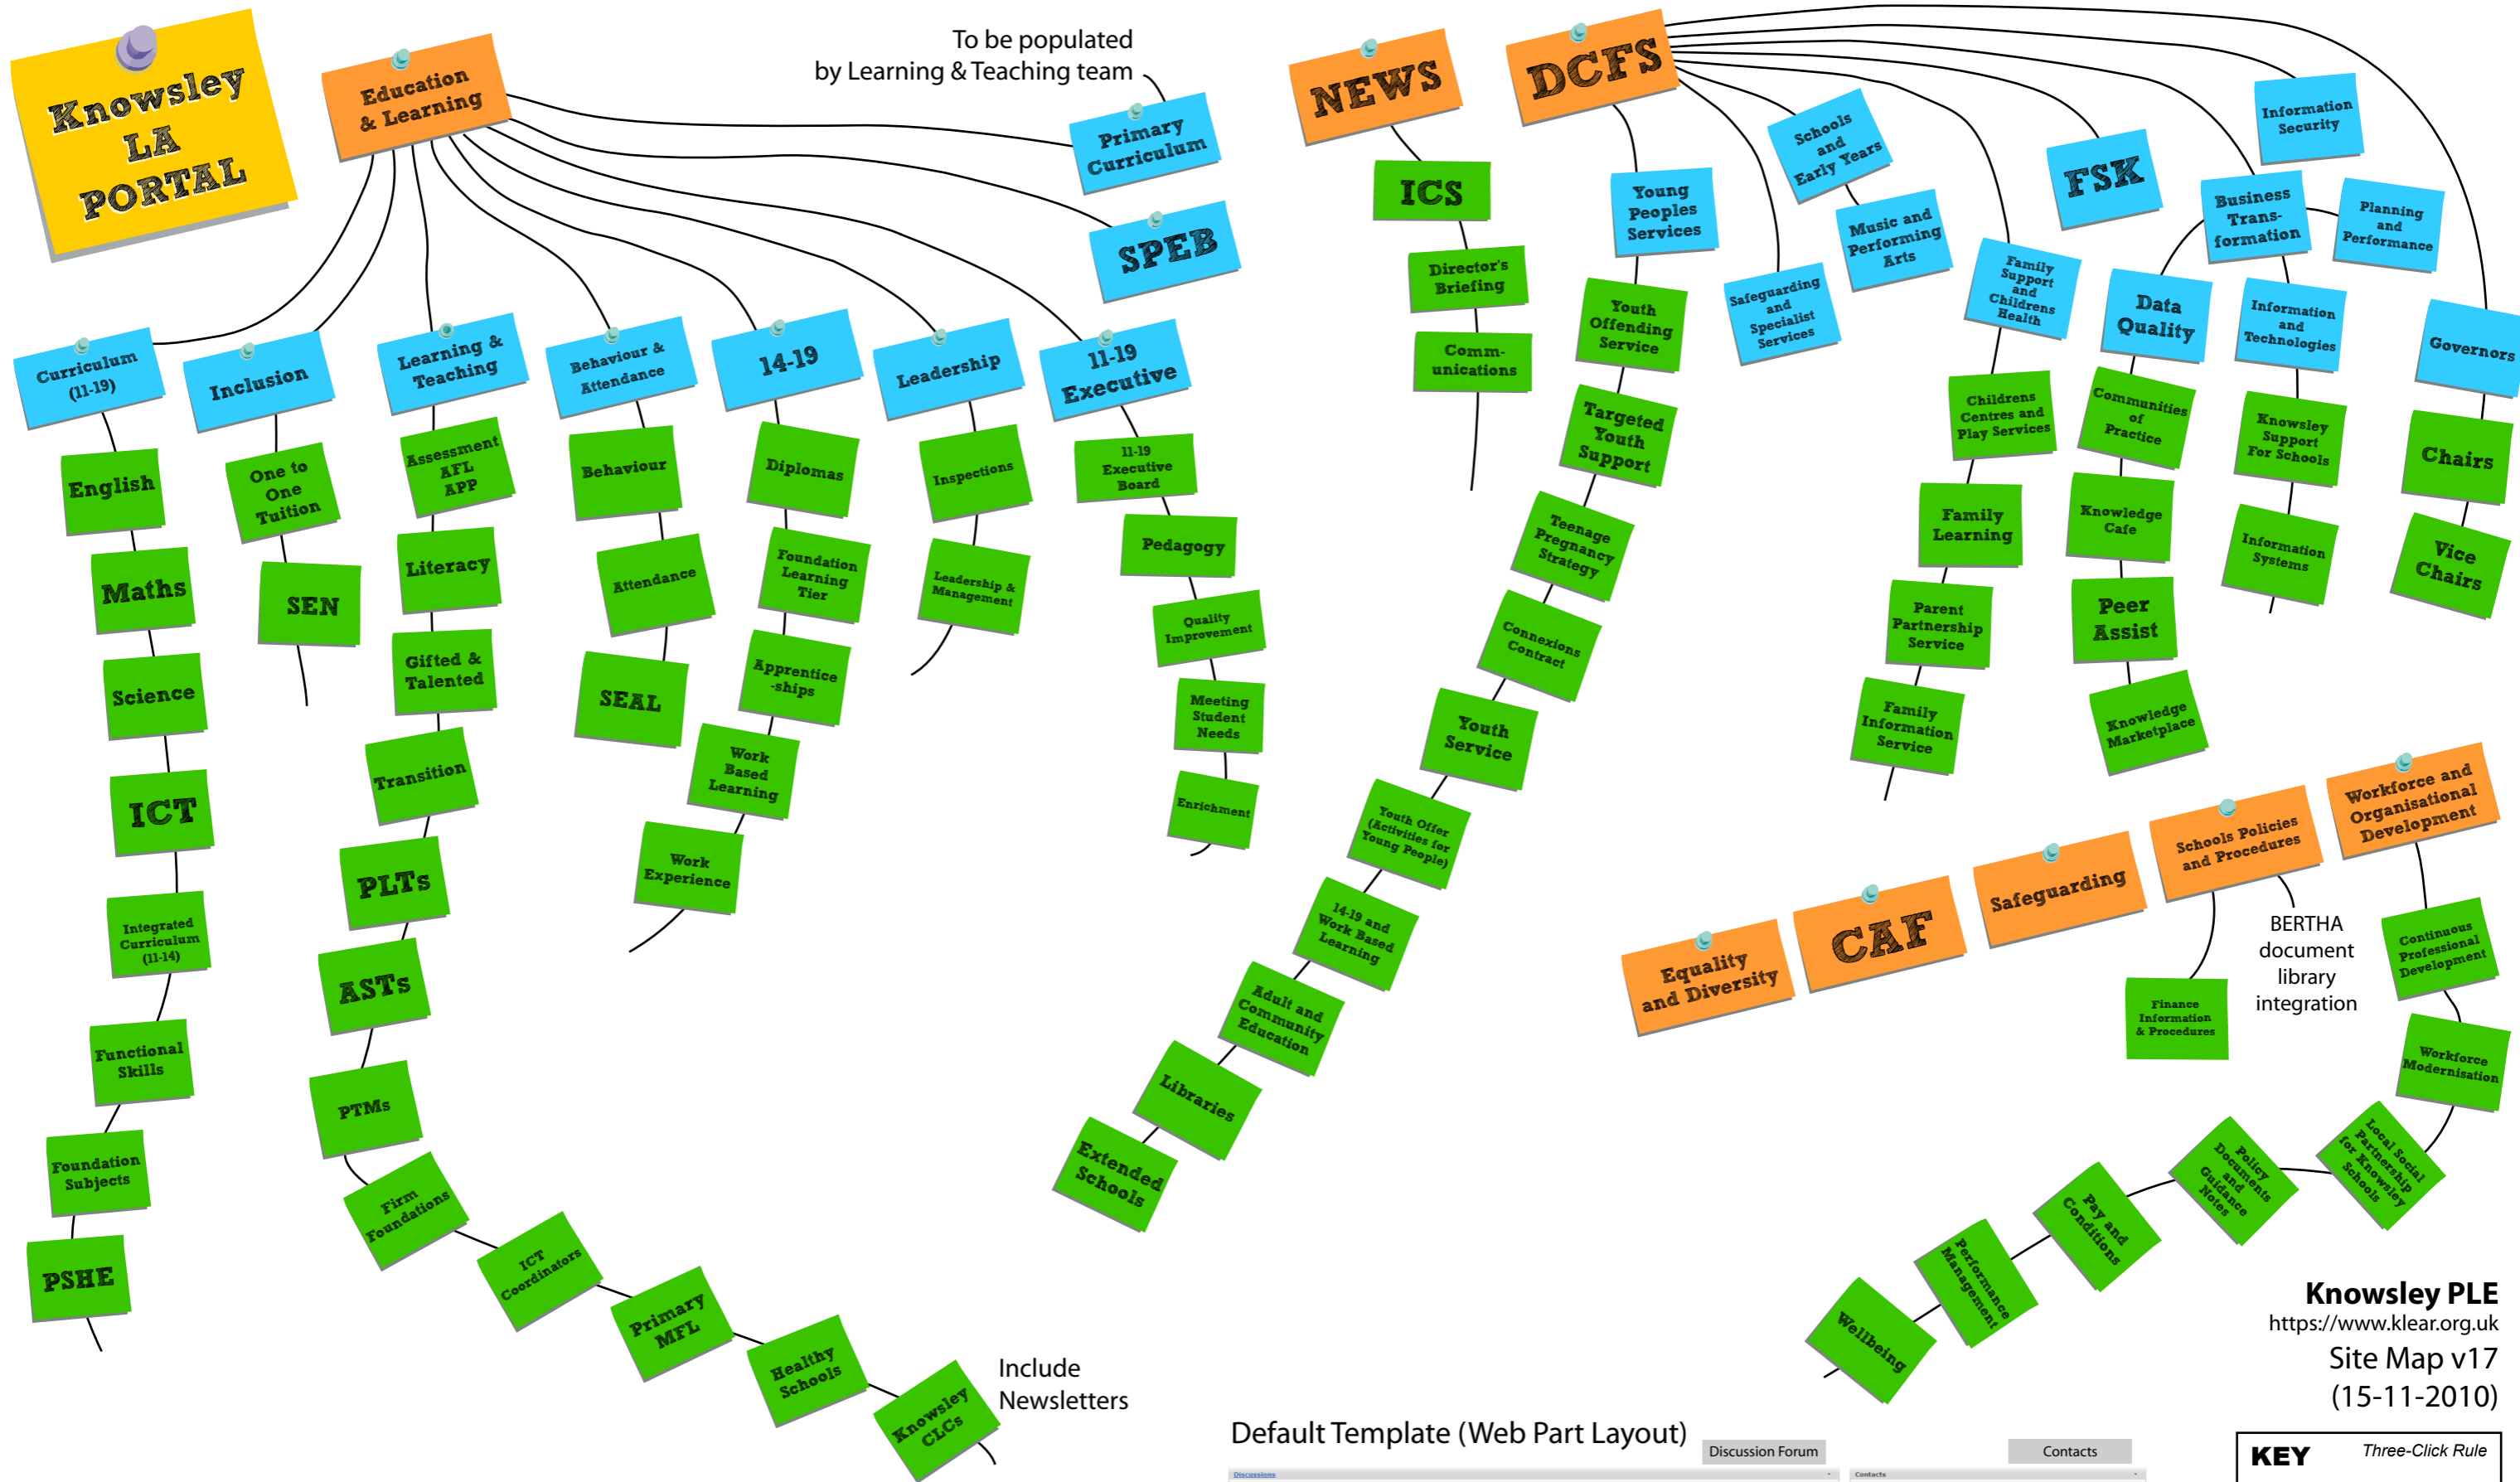 Knowsley
LA
PORTAL
Education
& Learning
To be populated
by Learning & Teaching team
Primary
Curriculum
SPEB
Curriculum
(11-19)
English
Maths
Science
ICT
Integrated
Curriculum
(11-14)
Functional
Skills
Foundation
Subjects
PSHE
Inclusion
One to
One
Tuition
SEN
Learning &
Teaching
Assessment
AFL
APP
Literacy
Gifted &
Talented
Transition
PLTs
ASTs
PTMs
Firm
Foundations
ICT
Coordinators
Primary
MFL
Healthy
Schools
Knowsley
CLCs
Include
Newsletters
Behaviour &
Attendance
Behaviour
Attendance
SEAL
14-19
Diplomas
Foundation
Learning
Tier
Apprentice
-ships
Work
Based
Learning
Work
Experience
Leadership
Inspections
Leadership &
Management
11-19
Executive
11-19
Executive
Board
Pedagogy
Quality
Improvement
Meeting
Student
Needs
Enrichment
NEWS
ICS
Director's
Briefing
Comm-
unications
DCFS
Young
Peoples
Services
Youth
Offending
Service
Targeted
Youth
Support
Teenage
Pregnancy
Strategy
Connexions
Contract
Youth
Service
Youth Offer
(Activities for
Young People)
14-19 and
Work Based
Learning
Adult and
Community
Education
Libraries
Extended
Schools
Safeguarding
and
Specialist
Services
Schools
and
Early Years
Music and
Performing
Arts
Family
Support
and
Childrens
Health
Childrens
Centres and
Play Services
Family
Learning
Parent
Partnership
Service
Family
Information
Service
FSK
Business
Trans-
formation
Information
Security
Planning
and
Performance
Data
Quality
Communities
of
Practice
Knowledge
Cafe
Peer
Assist
Knowledge
Marketplace
Information
and
Technologies
Knowsley
Support
For Schools
Information
Systems
Governors
Chairs
Vice
Chairs
Equality
and Diversity
CAF
Safeguarding
Schools Policies
and Procedures
BERTHA
document
library
integration
Finance
Information
& Procedures
Workforce and
Organisational
Development
Continuous
Professional
Development
Workforce
Modernisation
Local Social
Partnership
for Knowsley
Schools
Policy
Documents
and
Guidance
Notes
Pay and
Conditions
Performance
Management
Wellbeing
Knowsley PLE
https://www.klear.org.uk
Site Map v17
(15-11-2010)
Default Template (Web Part Layout)
Discussion Forum
Contacts
Discussions
Contacts
KEY
Three-Click Rule